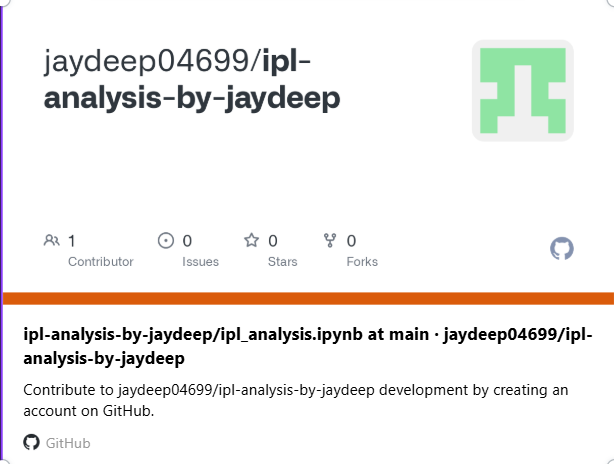 jaydeep04699/ipl-
analysis-by-jaydeep
1
Contributor
0
Issues
0
Stars
0
Forks
ipl-analysis-by-jaydeep/ipl_analysis.ipynb at main · jaydeep04699/ipl-
analysis-by-jaydeep
Contribute to jaydeep04699/ipl-analysis-by-jaydeep development by creating an
account on GitHub.
GitHub